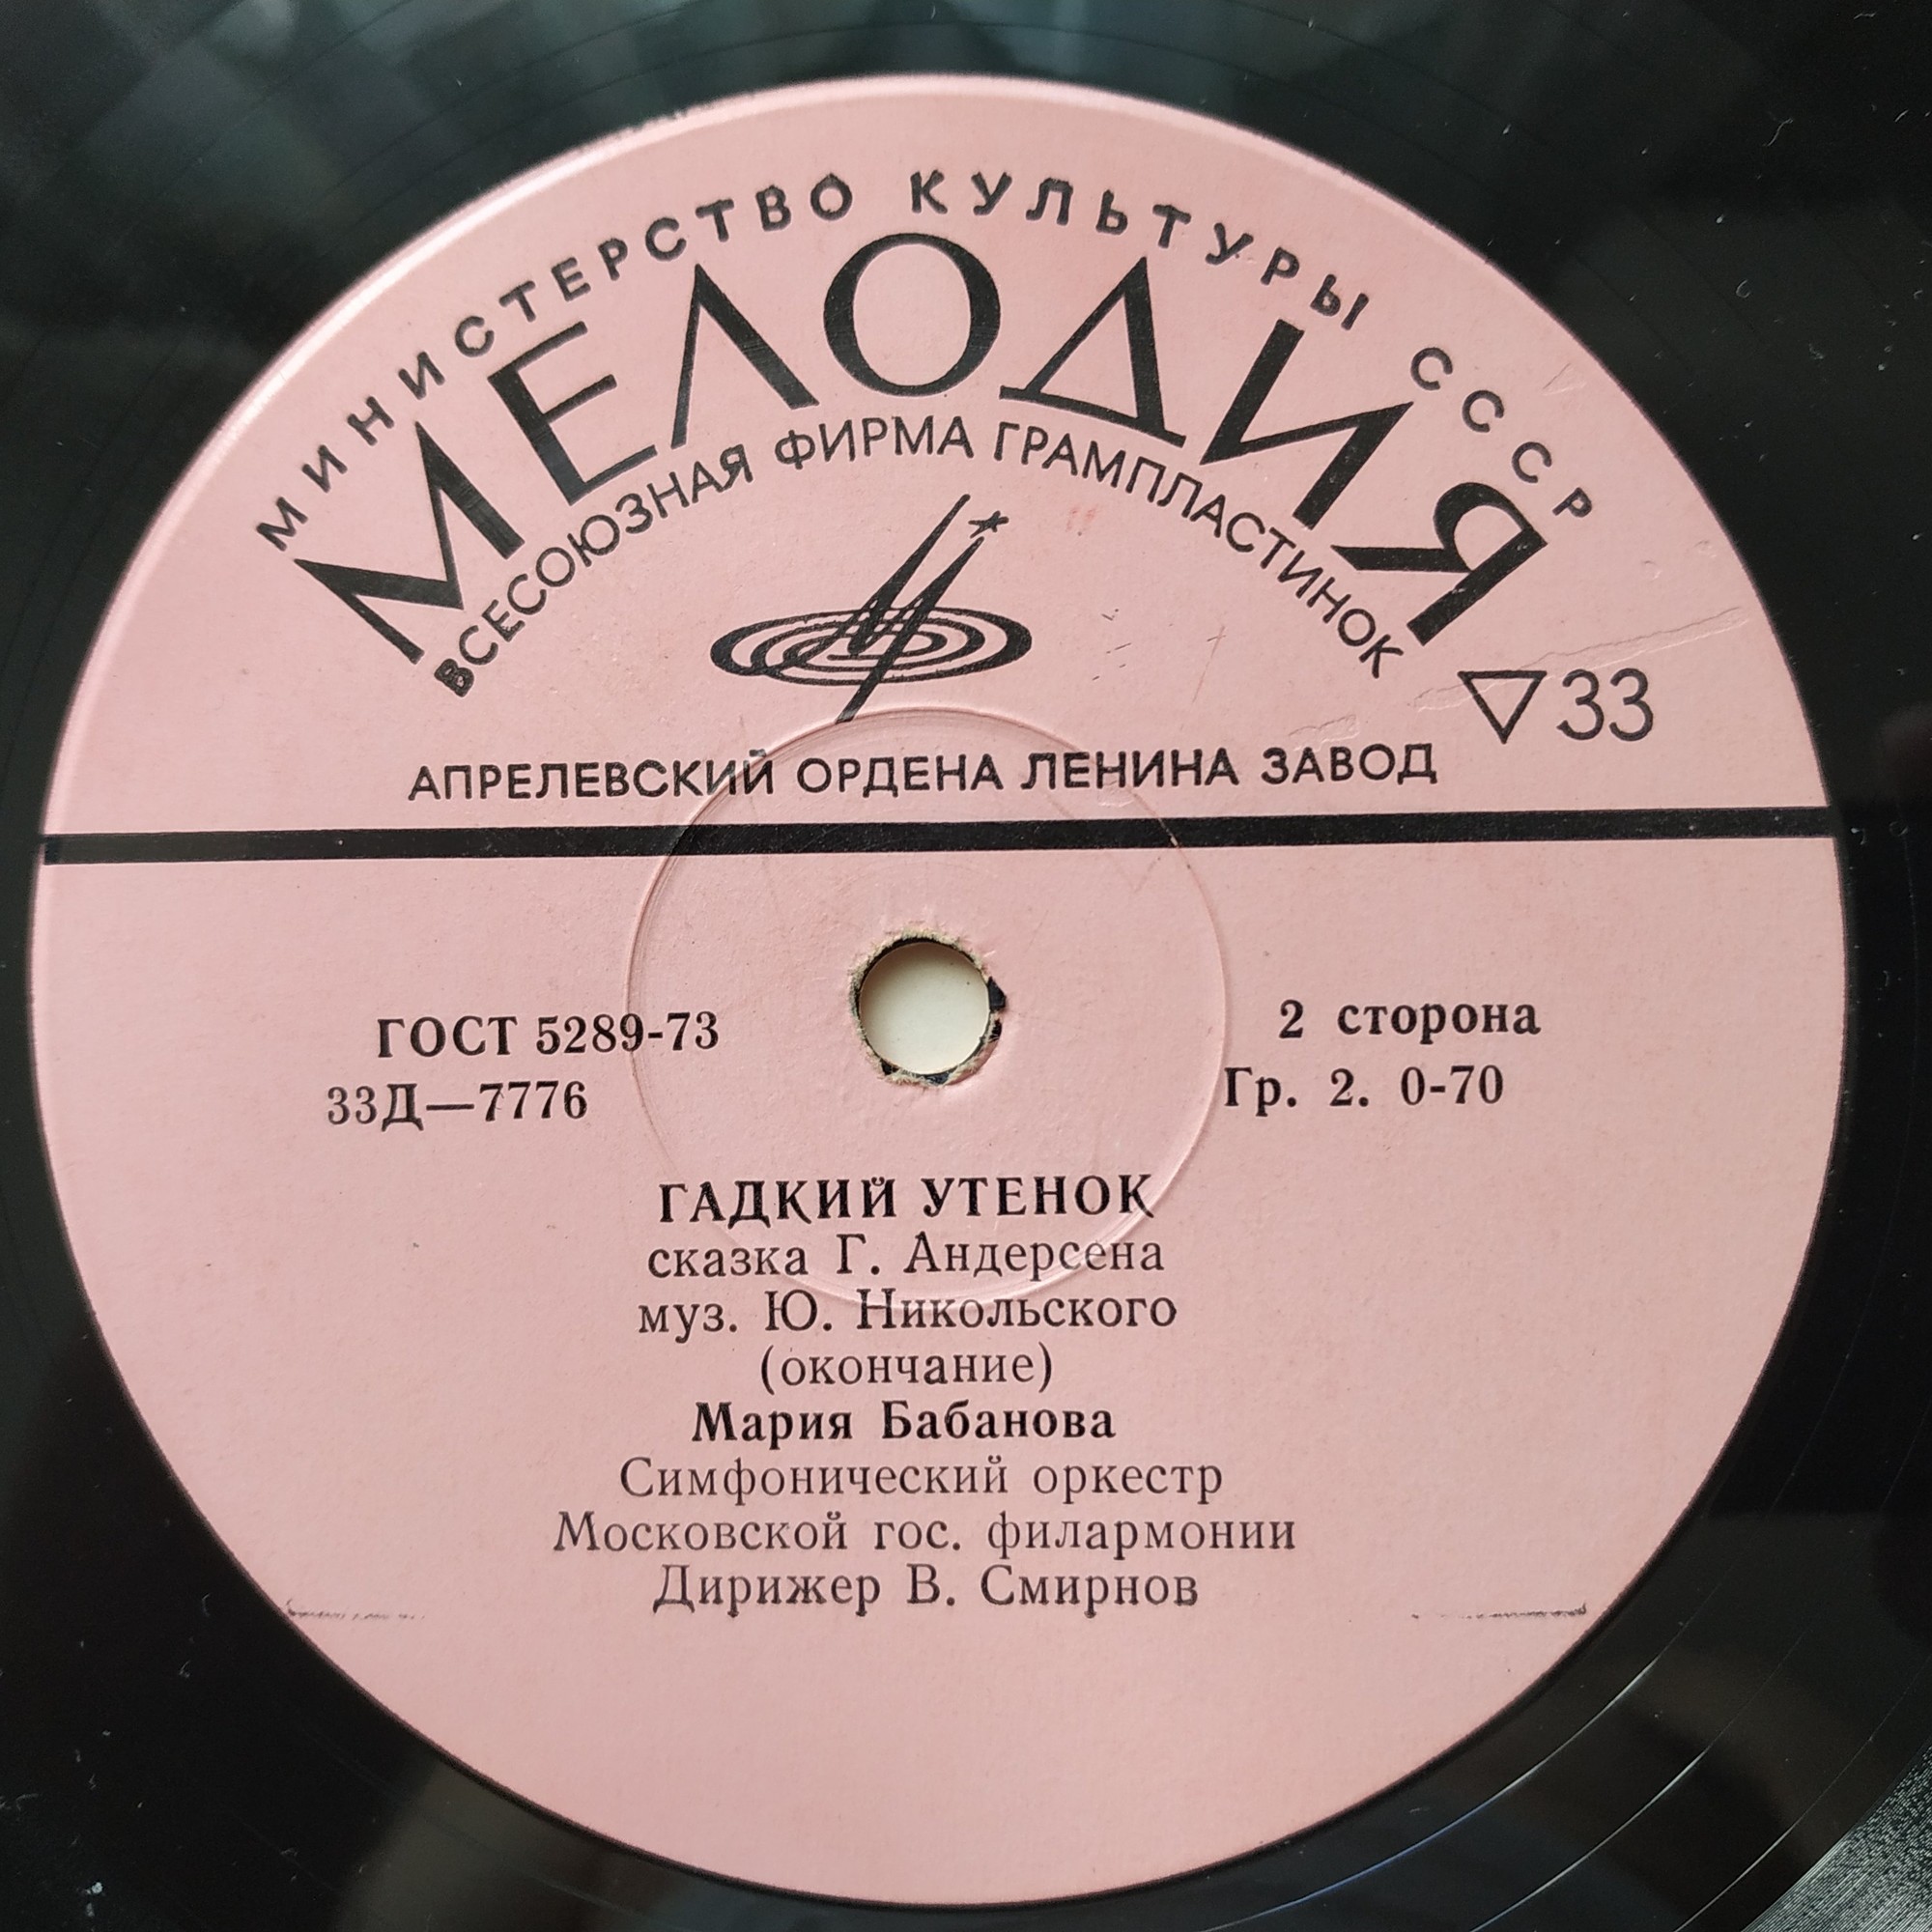 МИНИСТЕРСТВО КУЛЬТУРЫ СССР
МЕЛОДИЯ
ВСЕСОЮЗНАЯ ФИРМА ГРАМПЛАСТИНОК
▽33
АПРЕЛЕВСКИЙ ОРДЕНА ЛЕНИНА ЗАВОД
ГОСТ 5289-73
2 сторона
33Д—7776
Гр. 2. 0-70
ГАДКИЙ УТЕНОК
сказка Г. Андерсена
муз. Ю. Никольского
(окончание)
Мария Бабанова
Симфонический оркестр
Московской гос. филармонии
Дирижер В. Смирнов